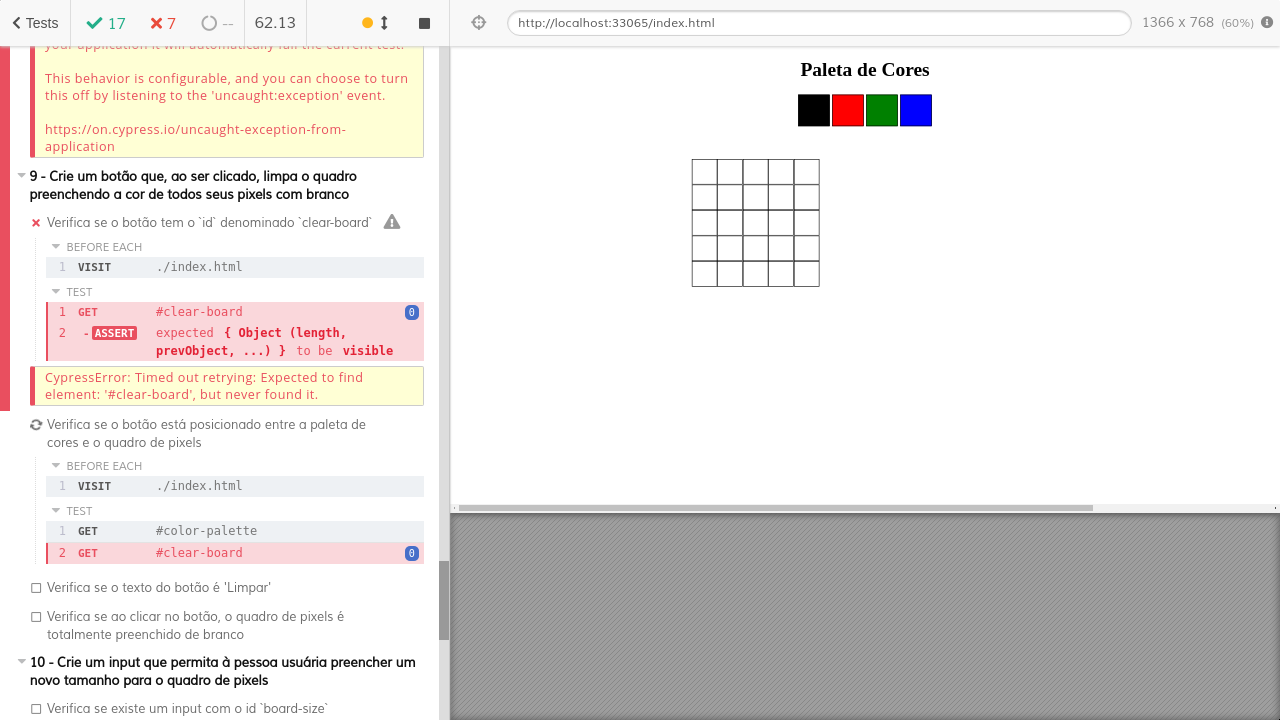 Tests
17
7
--
62.13
http://localhost:33065/index.html
1366 x 768 (60%)
your application it will automatically fail the current test.
This behavior is configurable, and you can choose to turn
this off by listening to the 'uncaught:exception' event.
https://on.cypress.io/uncaught-exception-from-
application
9 - Crie um botão que, ao ser clicado, limpa o quadro
preenchendo a cor de todos seus pixels com branco
Verifica se o botão tem o `id` denominado `clear-board`
BEFORE EACH
1 VISIT ./index.html
TEST
1 GET #clear-board 0
2 -ASSERT expected { Object (length,
prevObject, ...) } to be visible
CypressError: Timed out retrying: Expected to find
element: '#clear-board', but never found it.
Verifica se o botão está posicionado entre a paleta de
cores e o quadro de pixels
BEFORE EACH
1 VISIT ./index.html
TEST
1 GET #color-palette
2 GET #clear-board 0
Verifica se o texto do botão é 'Limpar'
Verifica se ao clicar no botão, o quadro de pixels é
totalmente preenchido de branco
10 - Crie um input que permita à pessoa usuária preencher um
novo tamanho para o quadro de pixels
Verifica se existe um input com o id `board-size`
Paleta de Cores